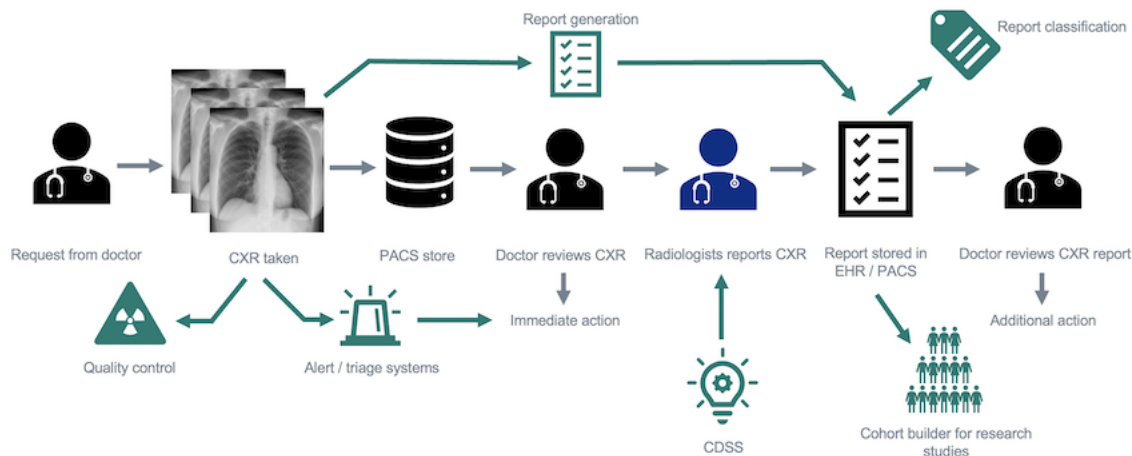 Report generation
Report classification
Request from doctor
CXR taken
PACS store
Doctor reviews CXR
Radiologists reports CXR
Report stored in
EHR / PACS
Doctor reviews CXR report
Immediate action
Additional action
Quality control
Alert / triage systems
CDSS
Cohort builder for research
studies